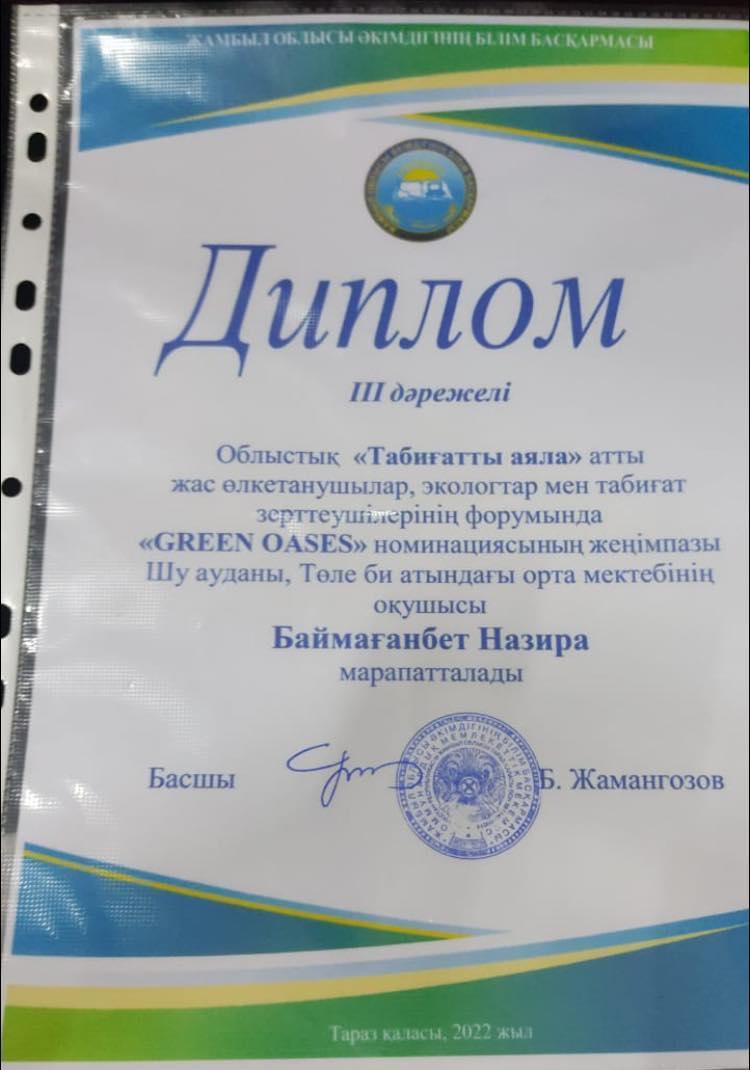 ЖАМБЫЛ ОБЛЫСЫ ӘКІМДІГІНІҢ БІЛІМ БАСҚАРМАСЫ
Диплом
III дәрежелі
Облыстық «Табиғатты аяла» атты
жас өлкетанушылар, экологтар мен табиғат
зерттеушілерінің форумында
«GREEN OASES» номинациясының жеңімпазы
Шу ауданы, Төле би атындағы орта мектебінің
оқушысы
Баймағанбет Назира
марапатталады
Басшы
Б. Жамангозов
Тараз қаласы, 2022 жыл